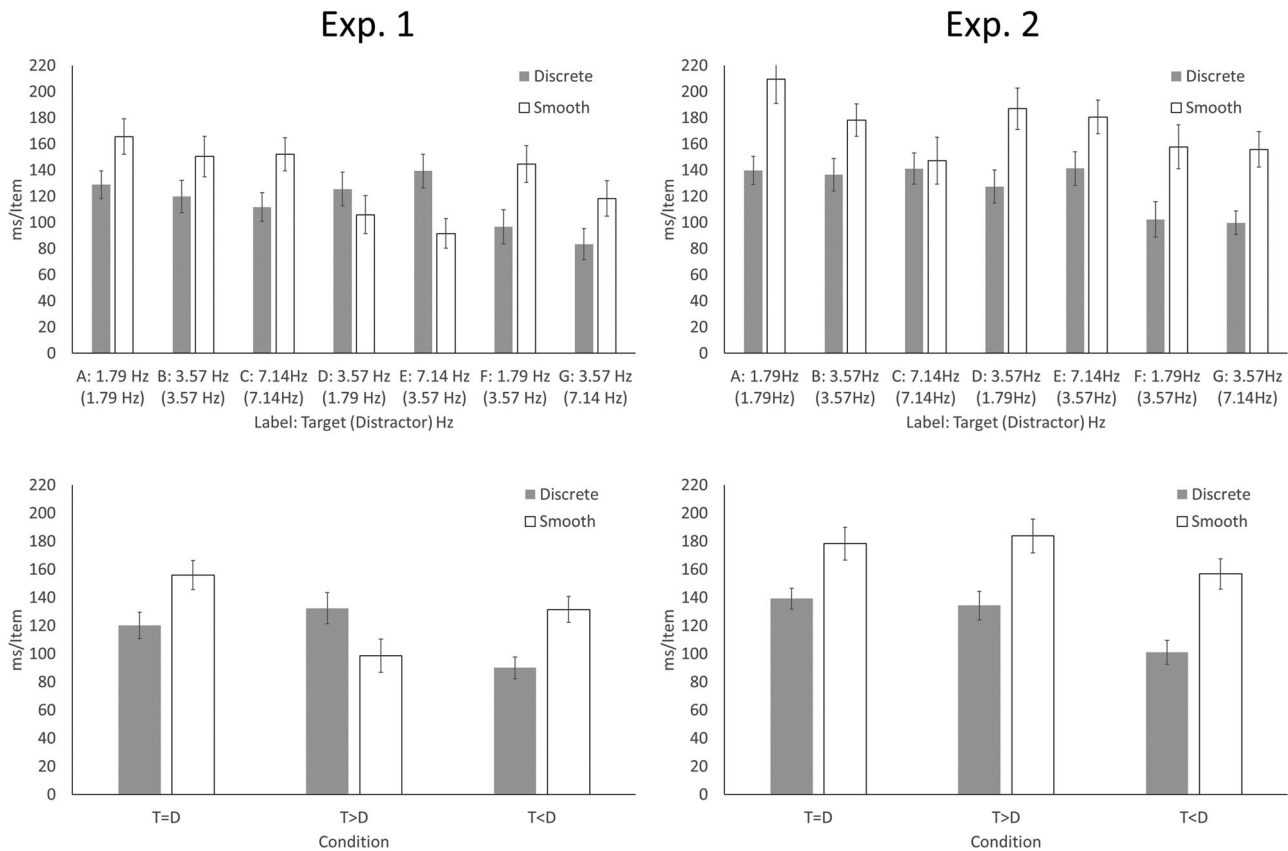 Exp. 1
220
200
180
160
140
120
100
80
60
40
20
0
ms/Item
Discrete
Smooth
A: 1.79 Hz B: 3.57 Hz C: 7.14Hz D: 3.57 Hz E: 7.14 Hz F: 1.79 Hz G: 3.57 Hz
(1.79 Hz) (3.57 Hz) (7.14Hz) (1.79 Hz) (3.57 Hz) (3.57 Hz) (7.14 Hz)
Label: Target (Distractor) Hz
Exp. 2
220
200
180
160
140
120
100
80
60
40
20
0
ms/Item
Discrete
Smooth
A: 1.79Hz B: 3.57Hz C: 7.14Hz D: 3.57Hz E: 7.14Hz F: 1.79Hz G: 3.57Hz
(1.79Hz) (3.57Hz) (7.14Hz) (1.79Hz) (3.57Hz) (3.57Hz) (7.14Hz)
Label: Target (Distractor) Hz
220
200
180
160
140
120
100
80
60
40
20
0
ms/Item
Discrete
Smooth
T=D T>D T<D
Condition
220
200
180
160
140
120
100
80
60
40
20
0
ms/Item
Discrete
Smooth
T=D T>D T<D
Condition